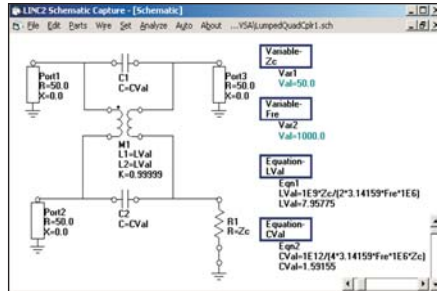 LINC2 Schematic Capture - [Schematic]
File Edit Parts Wire Set Analyze Auto About ...VSA\LumpedQuadCplr1.sch
Port1
R=50.0
X=0.0
C1
C=CVal
Port3
R=50.0
X=0.0
M1
L1=LVal
L2=LVal
K=0.99999
Port2
R=50.0
X=0.0
C2
C=CVal
R1
R=Zc
Variable-
Zc
Var1
Val=50.0
Variable-
Fre
Var2
Val=1000.0
Equation-
LVal
Eqn1
LVal=1E9*Zc/(2*3.14159*Fre*1E6)
LVal=7.95775
Equation-
CVal
Eqn2
CVal=1E12/(4*3.14159*Fre*1E6*Zc)
CVal=1.59155